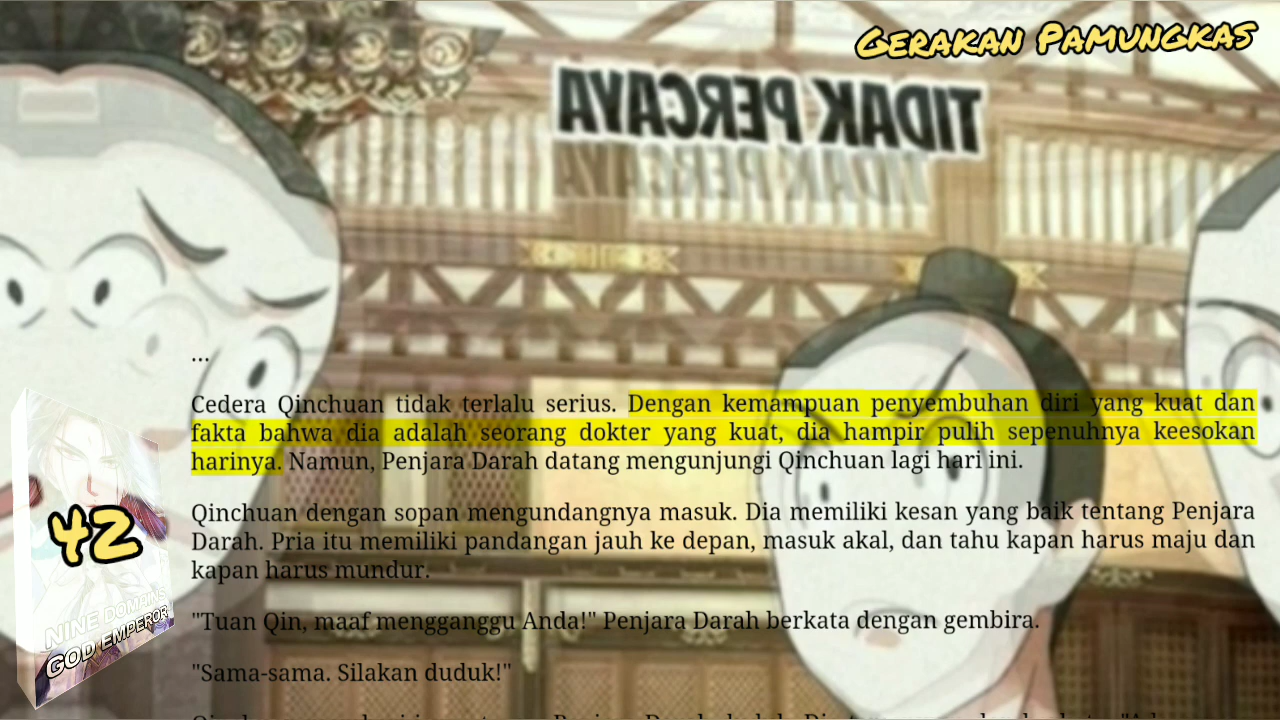 Gerakan Pamungkas
TIDAK PERCAYA
TIDAK PERCAYA
...
Cedera Qinchuan tidak terlalu serius. Dengan kemampuan penyembuhan diri yang kuat dan
fakta bahwa dia adalah seorang dokter yang kuat, dia hampir pulih sepenuhnya keesokan
harinya. Namun, Penjara Darah datang mengunjungi Qinchuan lagi hari ini.
Qinchuan dengan sopan mengundangnya masuk. Dia memiliki kesan yang baik tentang Penjara
Darah. Pria itu memiliki pandangan jauh ke depan, masuk akal, dan tahu kapan harus maju dan
kapan harus mundur.
"Tuan Qin, maaf mengganggu Anda!" Penjara Darah berkata dengan gembira.
"Sama-sama. Silakan duduk!"
42
NINE DOMAINS
GOD EMPEROR